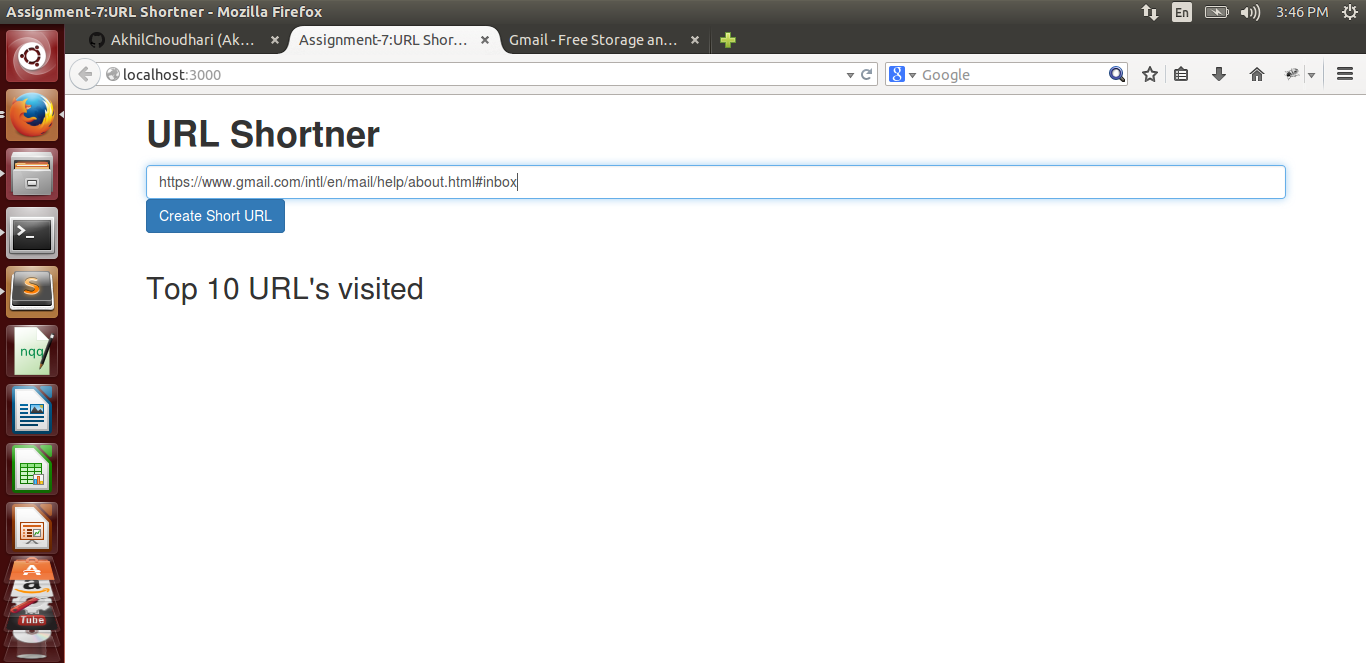 Assignment-7:URL Shortner - Mozilla Firefox
En
3:46 PM
AkhilChoudhari (Ak...
Assignment-7:URL Shor...
Gmail - Free Storage an...
localhost:3000
8
Google
URL Shortner
https://www.gmail.com/intl/en/mail/help/about.html#inbox
Create Short URL
Top 10 URL's visited
>_
S
nqq
A
a
Tube